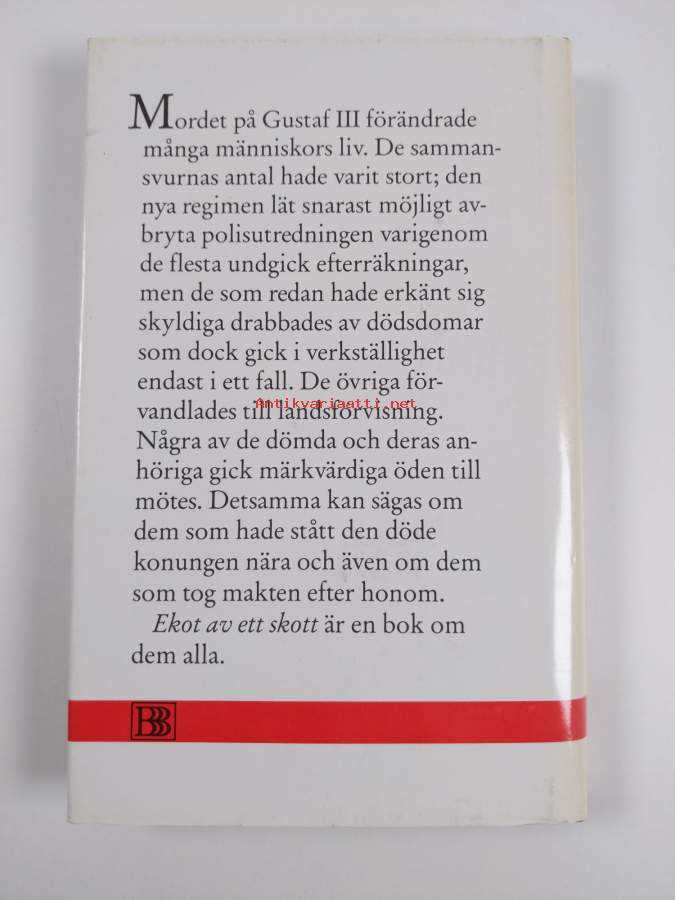 Mordet på Gustaf III förändrade
många människors liv. De samman-
svurnas antal hade varit stort; den
nya regimen lät snarast möjligt av-
bryta polisutredningen varigenom
de flesta undgick efterräkningar,
men de som redan hade erkänt sig
skyldiga drabbades av dödsdomar
som dock gick i verkställighet
endast i ett fall. De övriga för-
Antikvariaatti.net
vandlades till landsförvisning.
Några av de dömda och deras an-
höriga gick märkvärdiga öden till
mötes. Detsamma kan sägas om
dem som hade stått den döde
konungen nära och även om dem
som tog makten efter honom.
Ekot av ett skott är en bok om
dem alla.
BBB